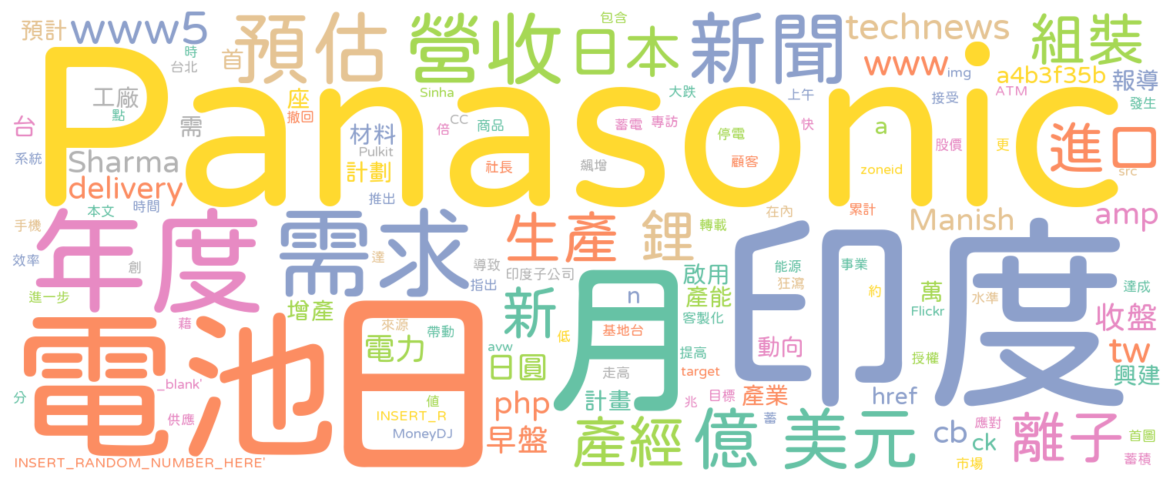 預計 www5 預估 營收 日本 包含 新聞 technews 組裝
時 台北 首 www img a4b3f35b 報導
Panasonic
工廠 座 Sinha 大跌 上午 接受 ATM 發生
台 點 需 撤回 倍 CC 商品 蓄電 專訪 停電 快 a 股價 更 進口
系統 Sharma 材料 Pulkit 計劃 社長 飆增 顧客 zoneid src
delivery 推出
手機 本文 時間 年度 需求 生產 鋰 轉載 在內 累計 Manish amp
效率 創 達 指出 導致 印度子公司 啟用 能源 狂瀉 事業 印度
進一步 藉 增產 新 n 產能 約 萬 水準 達成
電池 日 來源 帶動 電力 avw 月 基地台 客製化 動向 Flickr 收盤
低 日圓 提高 授權 tw
分 _blank' 值 走高 target 興建
供應 INSERT_R php 計畫 兆 目標 產業 href
MoneyDJ 早盤 產經 億 蓄 美元 cb ck 應對 離子 首圖
INSERT_RANDOM_NUMBER_HERE' 市場 蓄積